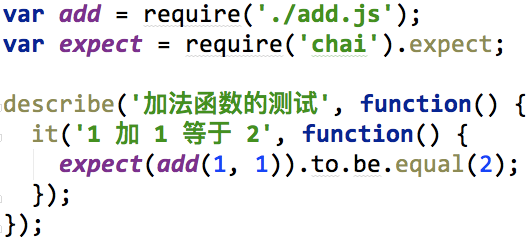 var add = require('./add.js');
var expect = require('chai').expect;
describe('加法函数的测试', function() {
it('1 加 1 等于 2', function() {
expect(add(1, 1)).to.be.equal(2);
});
});